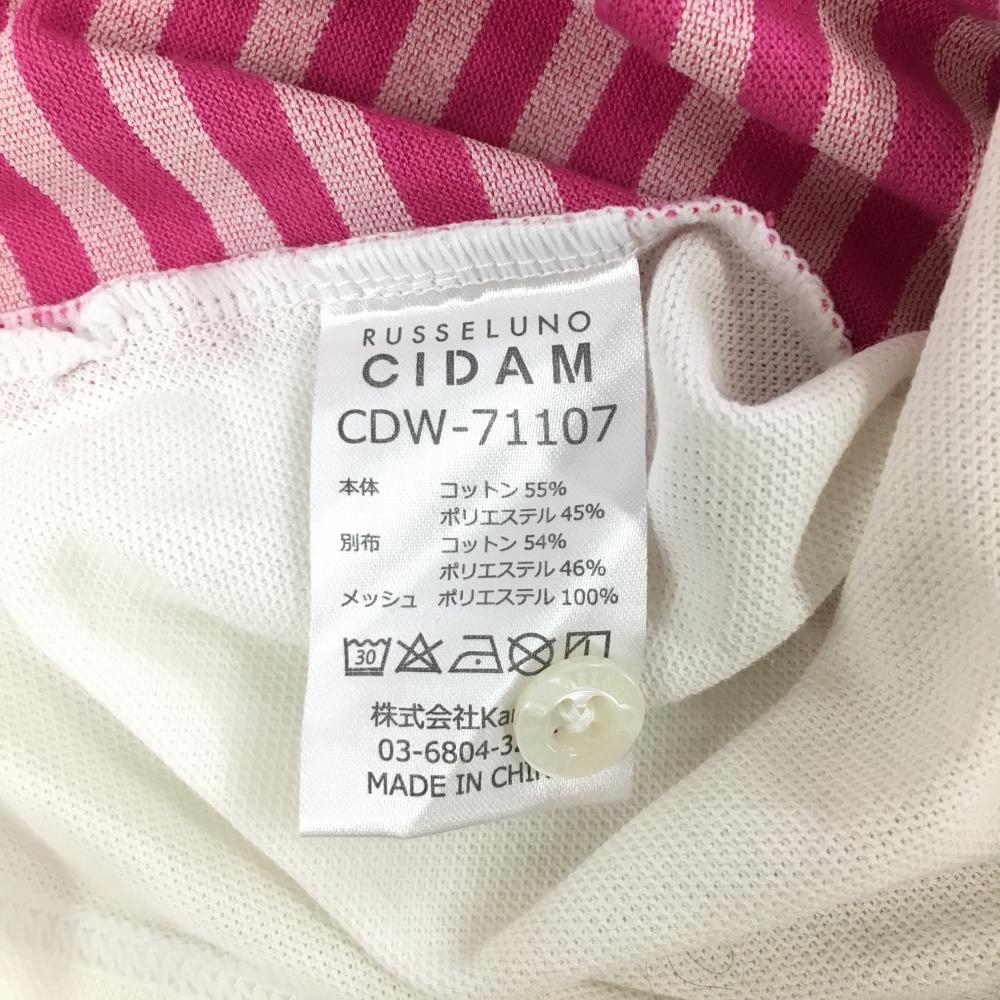 RUSSELUNO
CIDAM
CDW-71107
本体 コットン 55%
ポリエステル 45%
別布 コットン 54%
ポリエステル 46%
メッシュ ポリエステル 100%
30
株式会社
03-6804-3
MADE IN